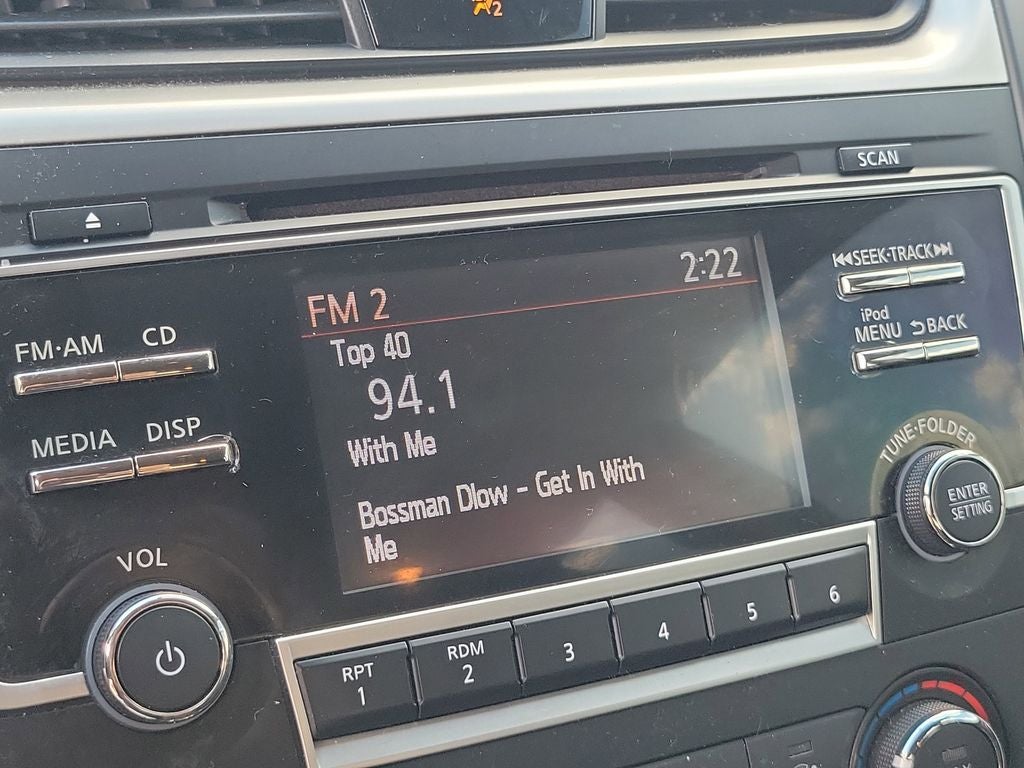 2
SCAN
SEEK·TRACK
2:22
FM 2
iPod
MENU BACK
FM·AM CD
Top 40
94.1
MEDIA DISP
With Me
TUNE·FOLDER
Bossman Dlow - Get In With
Me
ENTER
SETTING
VOL
RPT
1
RDM
2
3
4
5
6